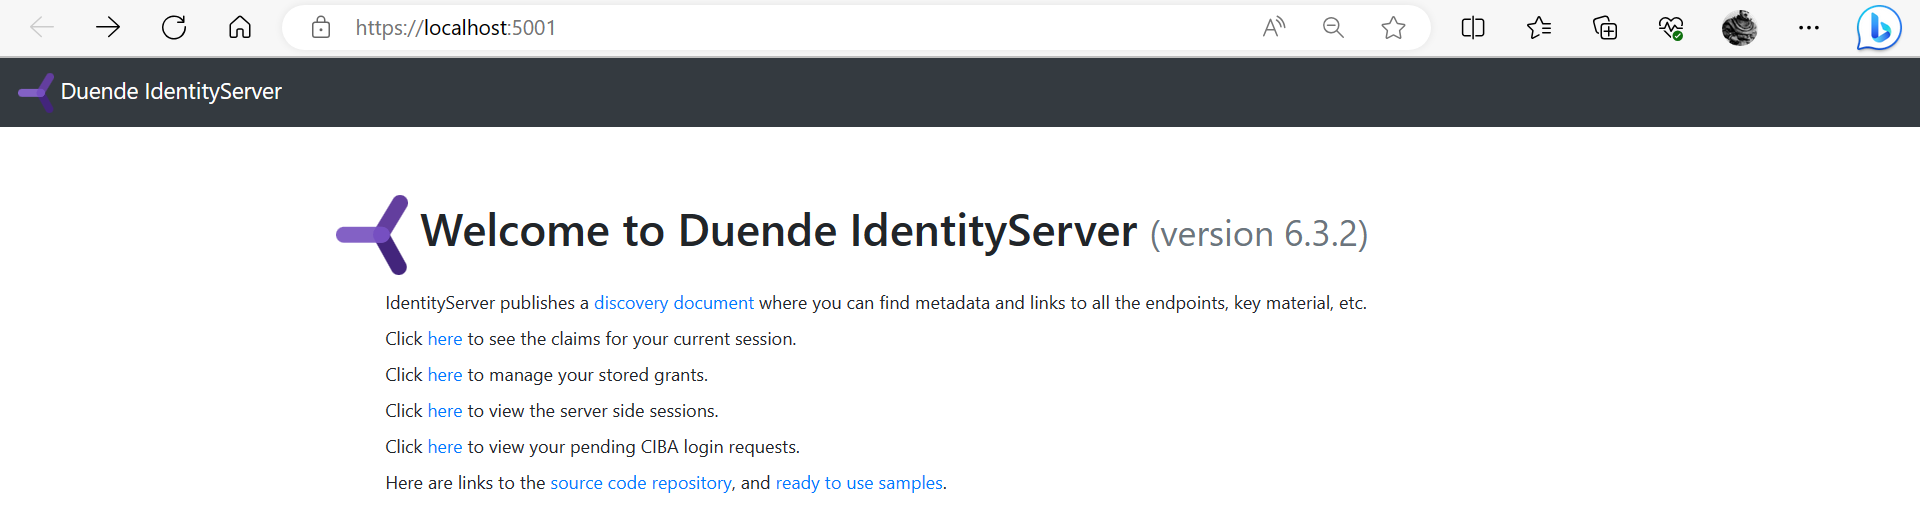 https://localhost:5001
Duende IdentityServer
Welcome to Duende IdentityServer (version 6.3.2)
IdentityServer publishes a discovery document where you can find metadata and links to all the endpoints, key material, etc.
Click here to see the claims for your current session.
Click here to manage your stored grants.
Click here to view the server side sessions.
Click here to view your pending CIBA login requests.
Here are links to the source code repository, and ready to use samples.